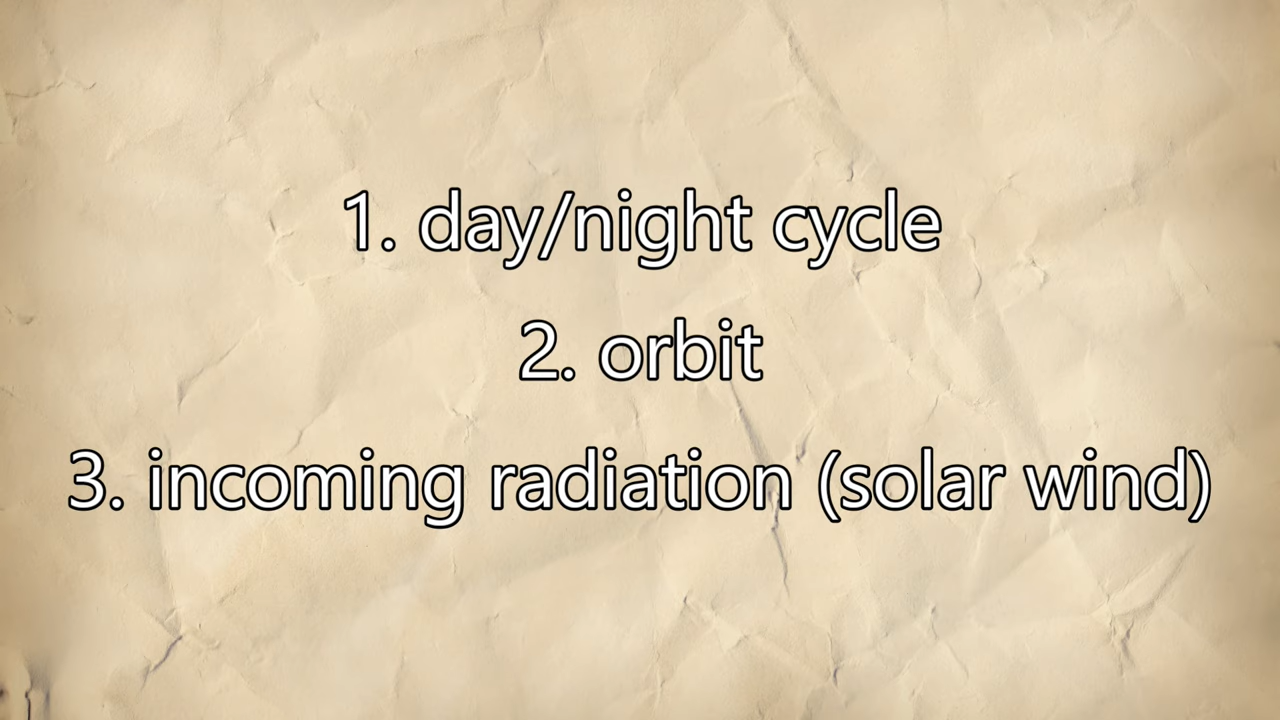 1. day/night cycle
2. orbit
3. incoming radiation (solar wind)